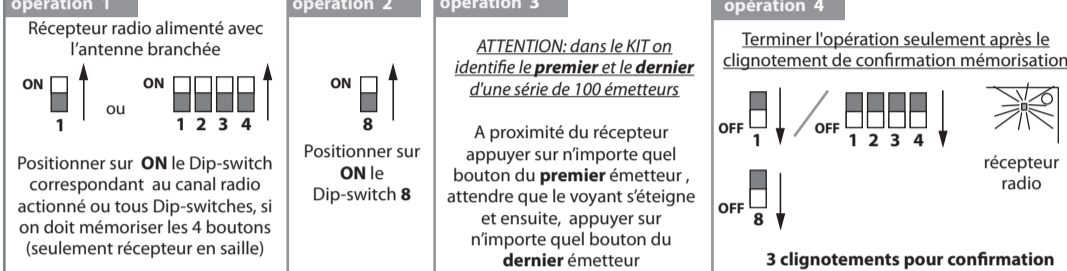 opération 1
Récepteur radio alimenté avec
l'antenne branchée
ON
1
ou
ON
1 2 3 4
Positionner sur ON le Dip-switch
correspondant au canal radio
actionné ou tous Dip-switches, si
on doit mémoriser les 4 boutons
(seulement récepteur en saille)
opération 2
ON
8
Positionner sur
ON le
Dip-switch 8
opération 3
ATTENTION: dans le KIT on
identifie le premier et le dernier
d'une série de 100 émetteurs
A proximité du récepteur
appuyer sur n'importe quel
bouton du premier émetteur ,
attendre que le voyant s'éteigne
et ensuite, appuyer sur
n'importe quel bouton du
dernier émetteur
opération 4
Terminer l'opération seulement après le
clignotement de confirmation mémorisation
OFF
1
OFF
1 2 3 4
récepteur
radio
OFF
8
3 clignotements pour confirmation